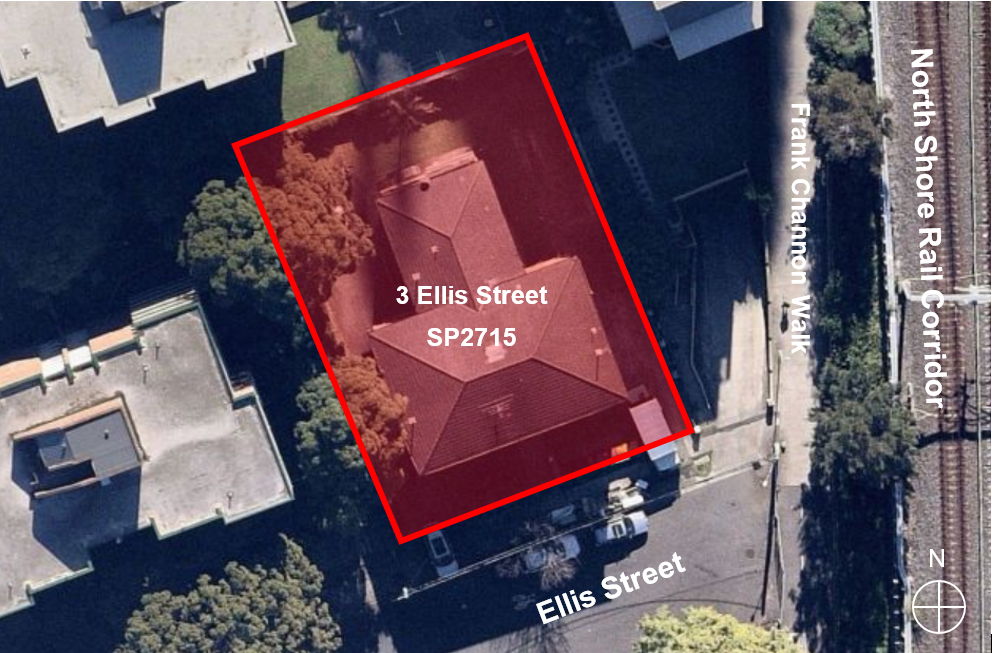 3 Ellis Street
SP2715
Ellis Street
Frank Channon Walk
North Shore Rail Corridor
N